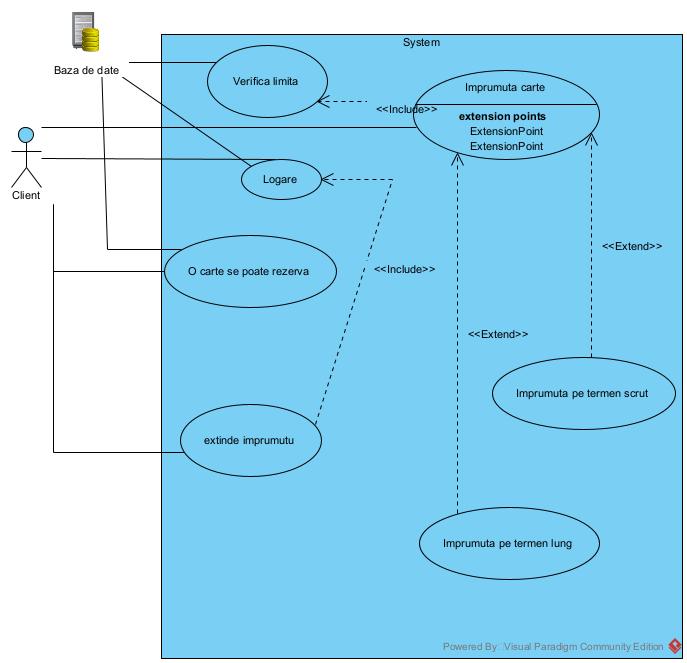 System
Baza de date
Verifica limita
Imprumuta carte
<<Include>>
extension points
ExtensionPoint
ExtensionPoint
Logare
Client
<<Extend>>
O carte se poate rezerva
<<Include>>
<<Extend>>
Imprumuta pe termen scrut
extinde imprumutu
Imprumuta pe termen lung
Powered By: Visual Paradigm Community Edition